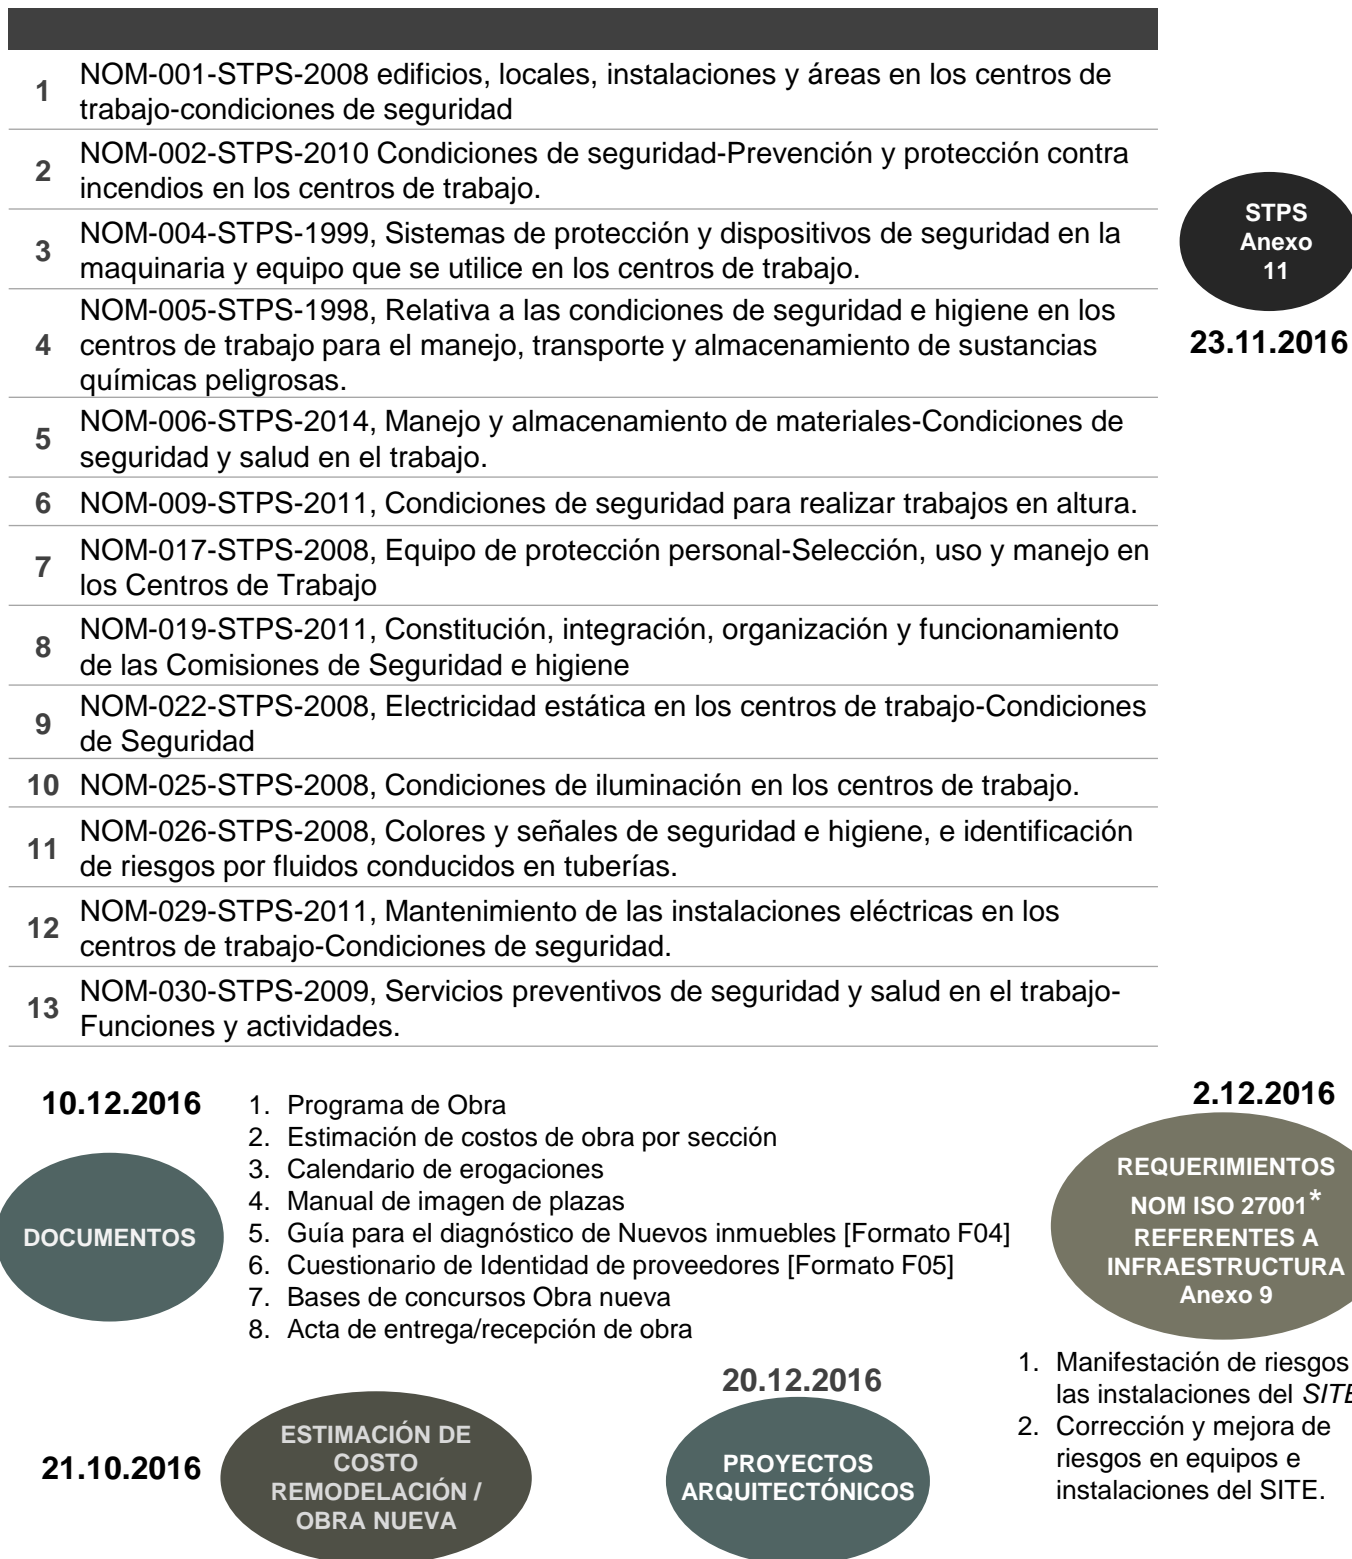 1
NOM-001-STPS-2008 edificios, locales, instalaciones y áreas en los centros de
trabajo-condiciones de seguridad
2
NOM-002-STPS-2010 Condiciones de seguridad-Prevención y protección contra
incendios en los centros de trabajo.
3
NOM-004-STPS-1999, Sistemas de protección y dispositivos de seguridad en la
maquinaria y equipo que se utilice en los centros de trabajo.
4
NOM-005-STPS-1998, Relativa a las condiciones de seguridad e higiene en los
centros de trabajo para el manejo, transporte y almacenamiento de sustancias
químicas peligrosas.
5
NOM-006-STPS-2014, Manejo y almacenamiento de materiales-Condiciones de
seguridad y salud en el trabajo.
6 NOM-009-STPS-2011, Condiciones de seguridad para realizar trabajos en altura.
7
NOM-017-STPS-2008, Equipo de protección personal-Selección, uso y manejo en
los Centros de Trabajo
8
NOM-019-STPS-2011, Constitución, integración, organización y funcionamiento
de las Comisiones de Seguridad e higiene
9
NOM-022-STPS-2008, Electricidad estática en los centros de trabajo-Condiciones
de Seguridad
10 NOM-025-STPS-2008, Condiciones de iluminación en los centros de trabajo.
11
NOM-026-STPS-2008, Colores y señales de seguridad e higiene, e identificación
de riesgos por fluidos conducidos en tuberías.
12
NOM-029-STPS-2011, Mantenimiento de las instalaciones eléctricas en los
centros de trabajo-Condiciones de seguridad.
13
NOM-030-STPS-2009, Servicios preventivos de seguridad y salud en el trabajo-
Funciones y actividades.
STPS
Anexo
11
23.11.2016
10.12.2016
DOCUMENTOS
1. Programa de Obra
2. Estimación de costos de obra por sección
3. Calendario de erogaciones
4. Manual de imagen de plazas
5. Guía para el diagnóstico de Nuevos inmuebles [Formato F04]
6. Cuestionario de Identidad de proveedores [Formato F05]
7. Bases de concursos Obra nueva
8. Acta de entrega/recepción de obra
2.12.2016
REQUERIMIENTOS
NOM ISO 27001*
REFERENTES A
INFRAESTRUCTURA
Anexo 9
1. Manifestación de riesgos
las instalaciones del SITE
2. Corrección y mejora de
riesgos en equipos e
instalaciones del SITE.
21.10.2016
ESTIMACIÓN DE
COSTO
REMODELACIÓN /
OBRA NUEVA
20.12.2016
PROYECTOS
ARQUITECTÓNICOS